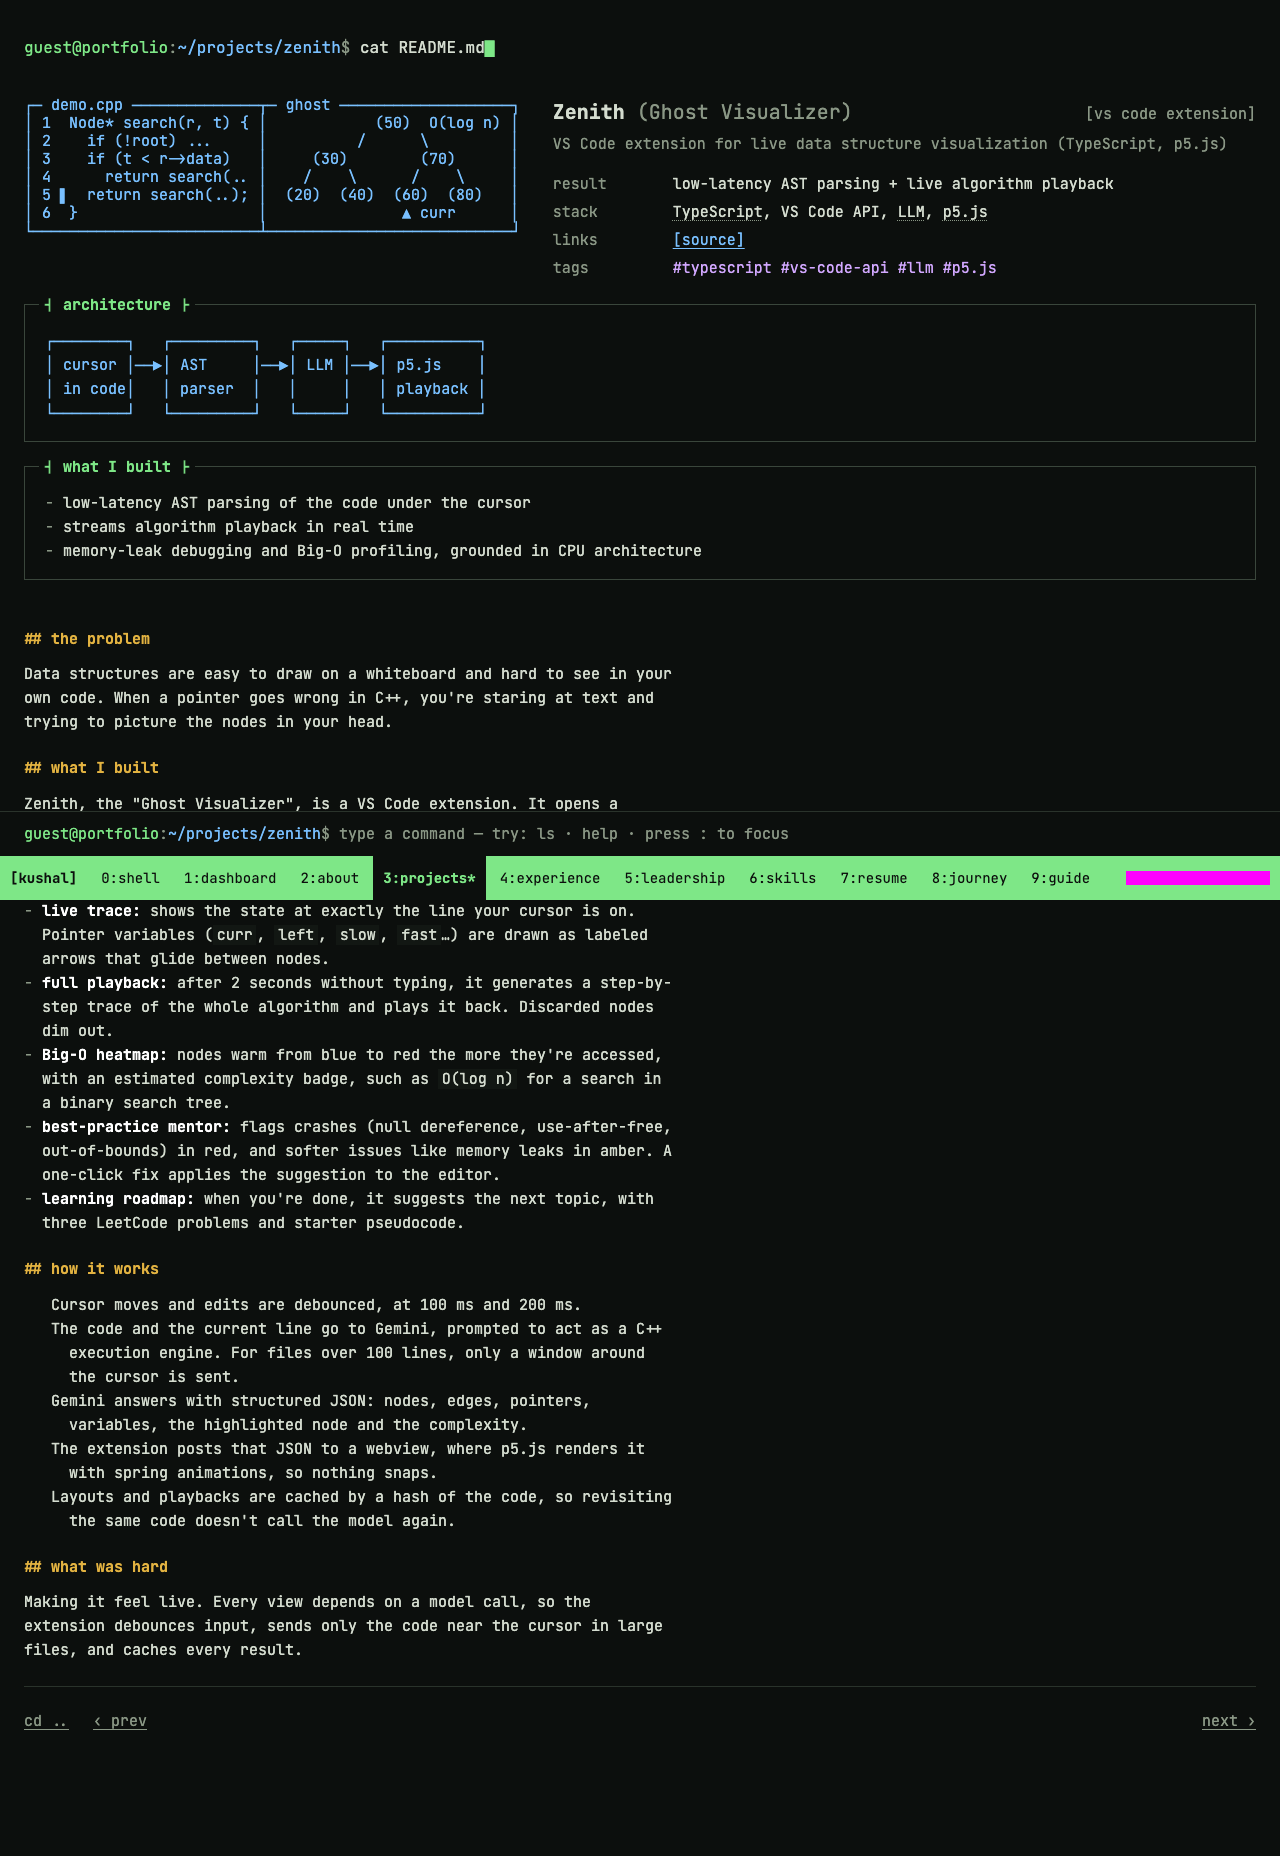 guest@portfolio:~/projects/zenith$ cat README.md
demo.cpp ghost
1 Node* search(r, t) { (50) O(log n)
2 if (!root) ... / \
3 if (t < r->data) (30) (70)
4 return search(.. / \ / \
5 return search(..); (20) (40) (60) (80)
6 } ▲ curr
Zenith (Ghost Visualizer) [vs code extension]
VS Code extension for live data structure visualization (TypeScript, p5.js)
result low-latency AST parsing + live algorithm playback
stack TypeScript, VS Code API, LLM, p5.js
links [source]
tags #typescript #vs-code-api #llm #p5.js
architecture
cursor AST LLM p5.js
in code parser playback
what I built
- low-latency AST parsing of the code under the cursor
- streams algorithm playback in real time
- memory-leak debugging and Big-O profiling, grounded in CPU architecture
## the problem
Data structures are easy to draw on a whiteboard and hard to see in your
own code. When a pointer goes wrong in C++, you're staring at text and
trying to picture the nodes in your head.
## what I built
Zenith, the "Ghost Visualizer", is a VS Code extension. It opens a
guest@portfolio:~/projects/zenith$ type a command — try: ls · help · press : to focus
[kushal] 0:shell 1:dashboard 2:about 3:projects* 4:experience 5:leadership 6:skills 7:resume 8:journey 9:guide
- live trace: shows the state at exactly the line your cursor is on.
Pointer variables (curr, left, slow, fast…) are drawn as labeled
arrows that glide between nodes.
- full playback: after 2 seconds without typing, it generates a step-by-
step trace of the whole algorithm and plays it back. Discarded nodes
dim out.
- Big-O heatmap: nodes warm from blue to red the more they're accessed,
with an estimated complexity badge, such as O(log n) for a search in
a binary search tree.
- best-practice mentor: flags crashes (null dereference, use-after-free,
out-of-bounds) in red, and softer issues like memory leaks in amber. A
one-click fix applies the suggestion to the editor.
- learning roadmap: when you're done, it suggests the next topic, with
three LeetCode problems and starter pseudocode.
## how it works
Cursor moves and edits are debounced, at 100 ms and 200 ms.
The code and the current line go to Gemini, prompted to act as a C++
execution engine. For files over 100 lines, only a window around
the cursor is sent.
Gemini answers with structured JSON: nodes, edges, pointers,
variables, the highlighted node and the complexity.
The extension posts that JSON to a webview, where p5.js renders it
with spring animations, so nothing snaps.
Layouts and playbacks are cached by a hash of the code, so revisiting
the same code doesn't call the model again.
## what was hard
Making it feel live. Every view depends on a model call, so the
extension debounces input, sends only the code near the cursor in large
files, and caches every result.
cd .. ‹ prev next ›